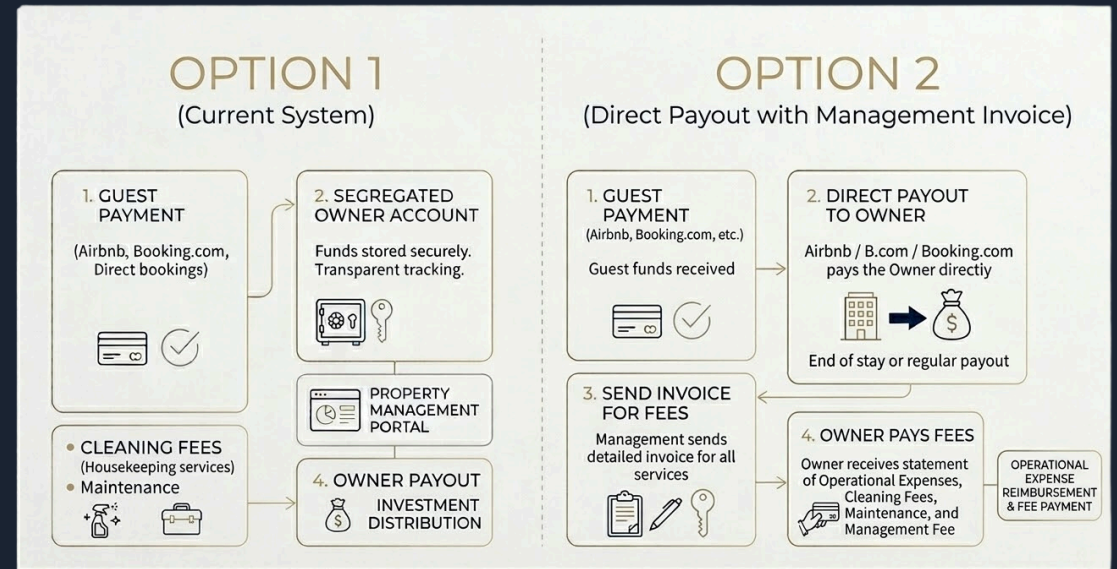 OPTION 1
(Current System)
1. GUEST
PAYMENT
(Airbnb, Booking.com,
Direct bookings)
2. SEGREGATED
OWNER ACCOUNT
Funds stored securely.
Transparent tracking.
PROPERTY
MANAGEMENT
PORTAL
• CLEANING FEES
(Housekeeping services)
• Maintenance
4. OWNER PAYOUT
$
INVESTMENT
DISTRIBUTION
OPTION 2
(Direct Payout with Management Invoice)
1. GUEST
PAYMENT
(Airbnb, Booking.com, etc.)
Guest funds received
2. DIRECT PAYOUT
TO OWNER
Airbnb / B.com / Booking.com
pays the Owner directly
$
End of stay or regular payout
3. SEND INVOICE
FOR FEES
Management sends
detailed invoice for all
services
4. OWNER PAYS FEES
Owner receives statement
of Operational Expenses,
Cleaning Fees,
Maintenance, and
Management Fee
OPERATIONAL
EXPENSE
REIMBURSEMENT
& FEE PAYMENT